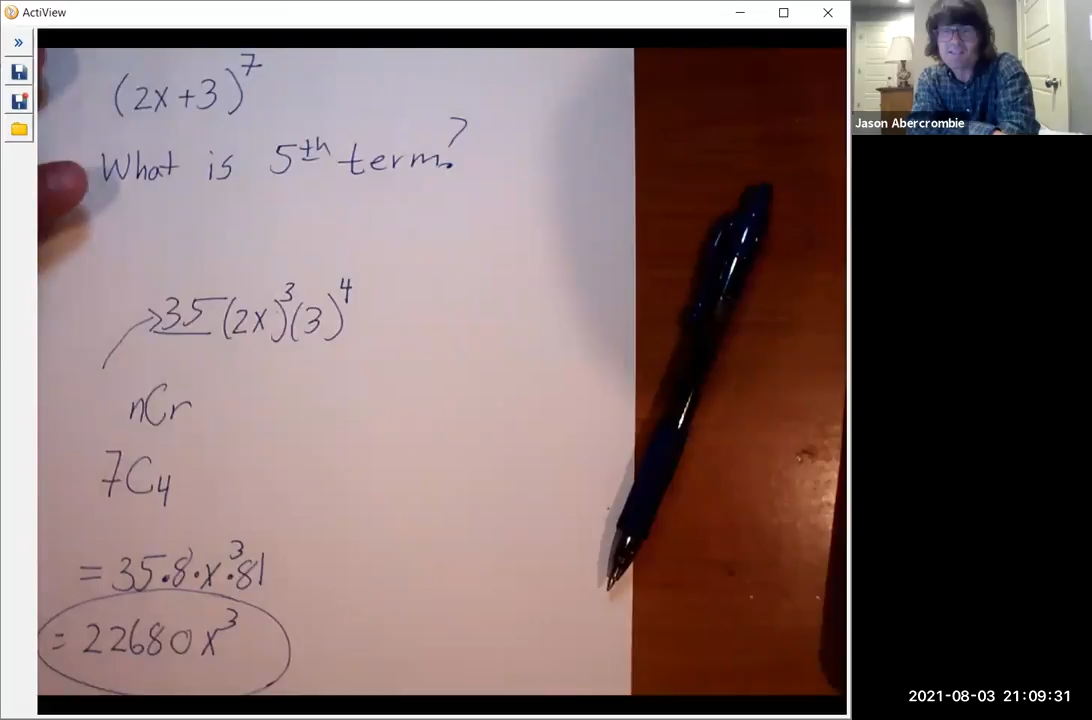 ActiView
(2x+3)^7
What is 5th term?
35(2x)^3(3)^4
nCr
7C4
= 35·8·x^3·81
= 22680x^3
Jason Abercrombie
2021-08-03 21:09:31